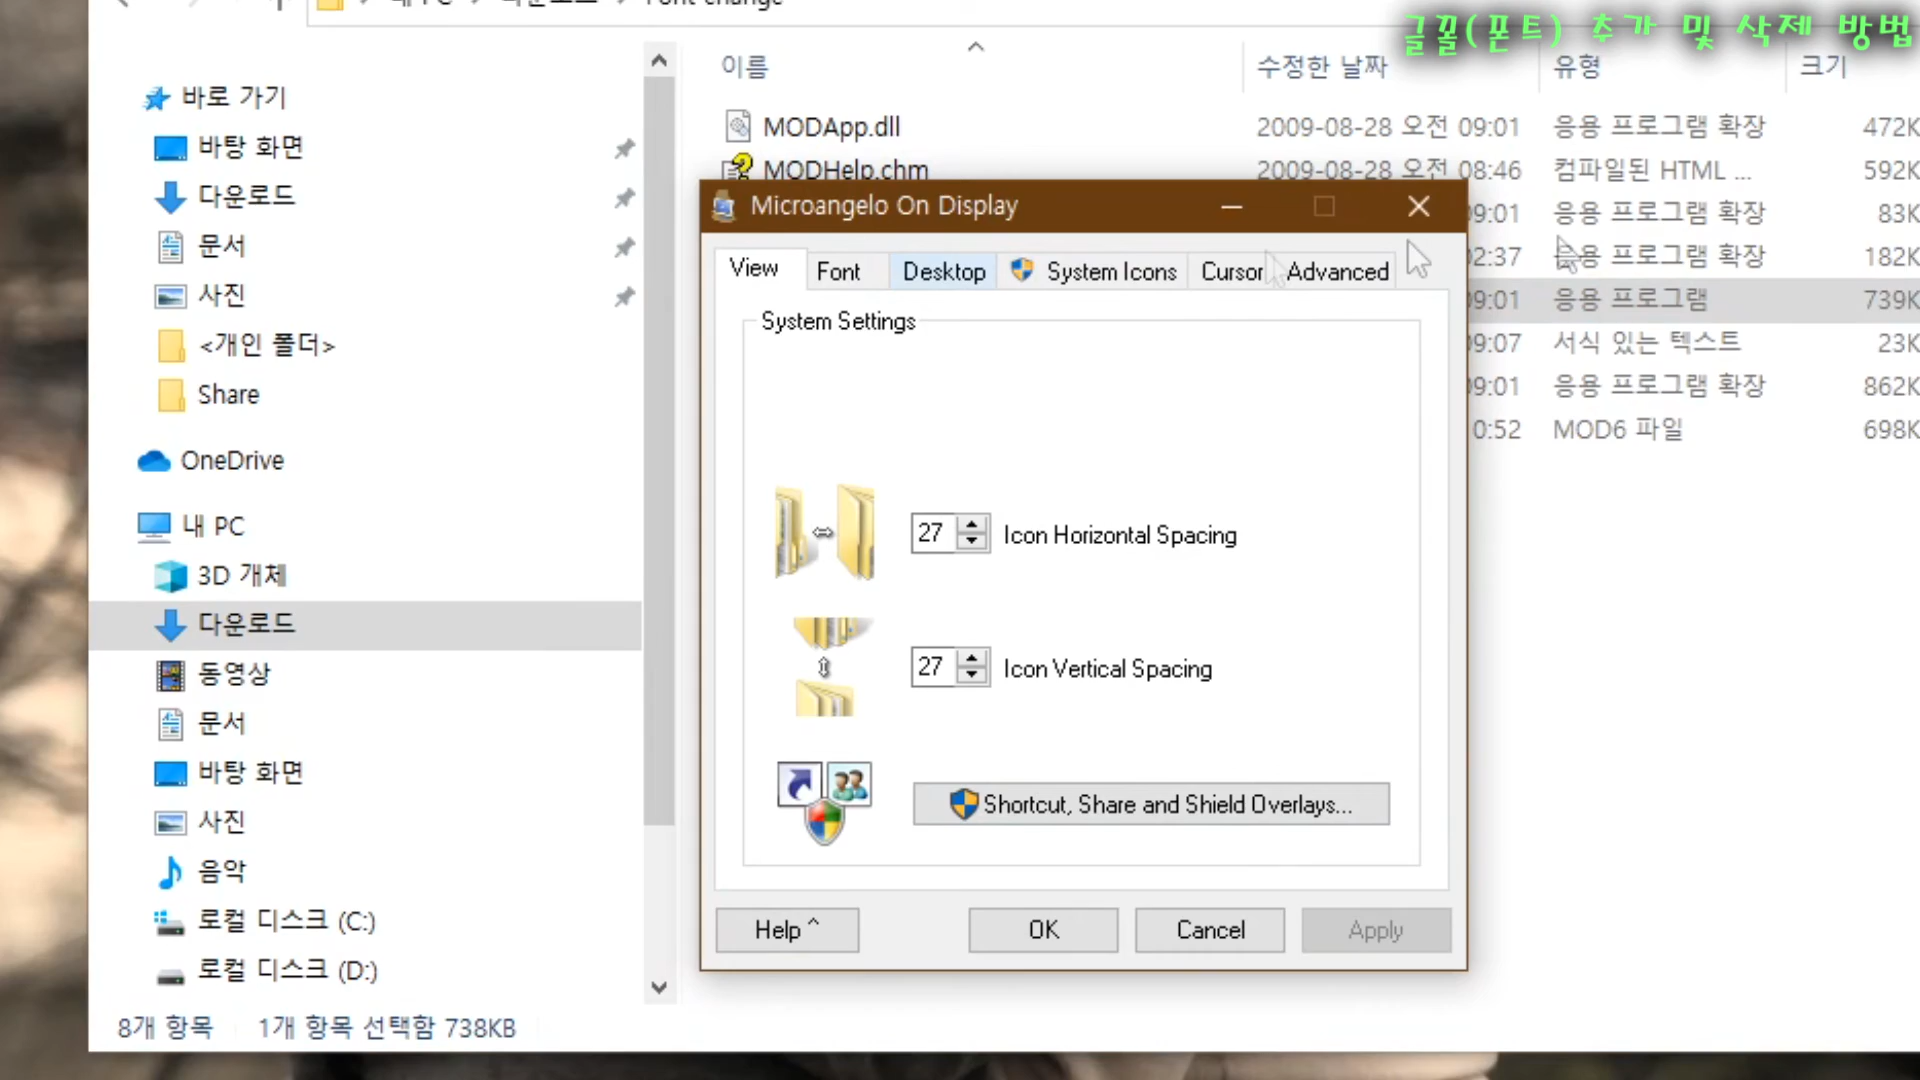 글꼴(폰트) 추가 및 삭제 방법
이름
수정한 날짜
유형
크기
바로 가기
바탕 화면
다운로드
문서
사진
<개인 폴더>
Share
OneDrive
내 PC
3D 개체
다운로드
동영상
문서
바탕 화면
사진
음악
로컬 디스크 (C:)
로컬 디스크 (D:)
MODApp.dll 2009-08-28 오전 09:01 응용 프로그램 확장 472K
MODHelp.chm 2009-08-28 오전 08:46 컴파일된 HTML ... 592K
09:01 응용 프로그램 확장 83K
02:37 응용 프로그램 확장 182K
09:01 응용 프로그램 739K
09:07 서식 있는 텍스트 23K
09:01 응용 프로그램 확장 862K
0:52 MOD6 파일 698K
Microangelo On Display
View Font Desktop System Icons Cursor Advanced
System Settings
27 Icon Horizontal Spacing
27 Icon Vertical Spacing
Shortcut, Share and Shield Overlays...
Help ^ OK Cancel Apply
8개 항목 1개 항목 선택함 738KB